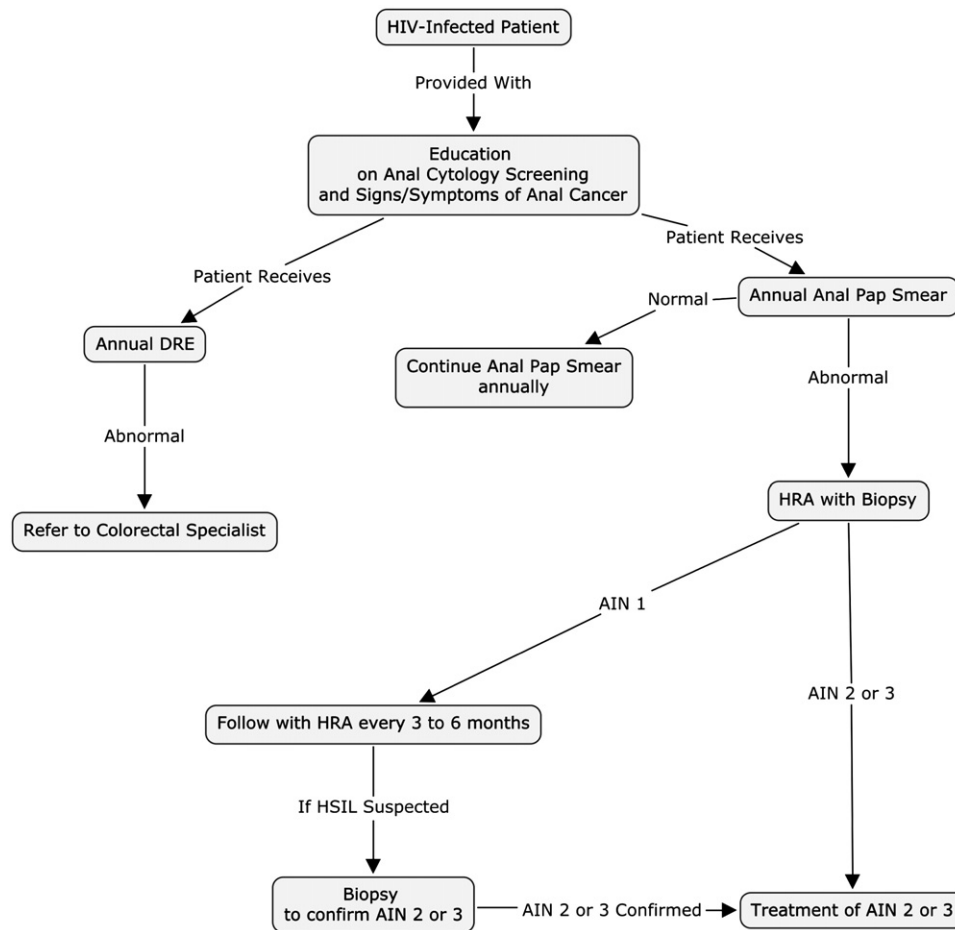 HIV-Infected Patient
Provided With
Education
on Anal Cytology Screening
and Signs/Symptoms of Anal Cancer
Patient Receives
Patient Receives
Annual Anal Pap Smear
Normal
Annual DRE
Continue Anal Pap Smear
annually
Abnormal
Abnormal
HRA with Biopsy
Refer to Colorectal Specialist
AIN 1
AIN 2 or 3
Follow with HRA every 3 to 6 months
If HSIL Suspected
Biopsy
to confirm AIN 2 or 3
AIN 2 or 3 Confirmed
Treatment of AIN 2 or 3